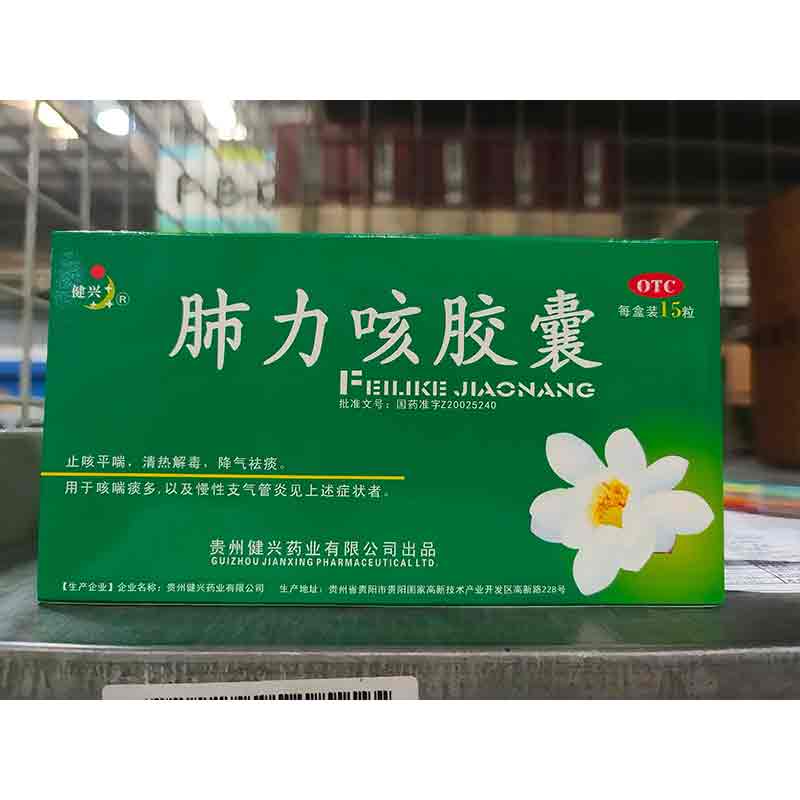 健兴
R
OTC
每盒装15粒
肺力咳胶囊
FEILIKE JIAONANG
批准文号：国药准字Z20025240
止咳平喘，清热解毒，降气祛痰。
用于咳喘痰多，以及慢性支气管炎见上述症状者。
贵州健兴药业有限公司出品
GUIZHOU JIANXING PHARMACEUTICAL LTD.
【生产企业】企业名称：贵州健兴药业有限公司 生产地址：贵州省贵阳市贵阳国家高新技术产业开发区高新路228号